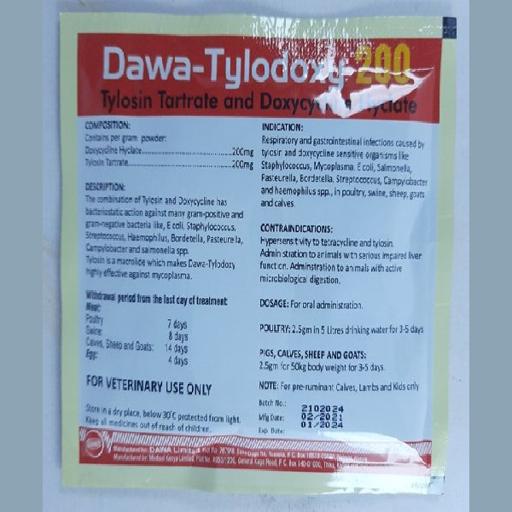 Dawa-Tylodoxy 200
Tylosin Tartrate and Doxycycline Hyclate
COMPOSITION:
Contains per gram powder:
Doxycycline Hyclate..............................200mg
Tylosin Tartrate.....................................200mg
DESCRIPTION:
The combination of Tylosin and Doxycycline has
bacteriostatic action against many gram-positive and
gram-negative bacteria like, E.coli, Staphylococcus,
Streptococcus, Haemophilus, Bordetella, Pasteurella,
Campylobacter and salmonella spp.
Tylosin is a macrolide which makes Dawa-Tylodoxy
highly effective against mycoplasma.
Withdrawal period from the last day of treatment
Meat:
Poultry 7 days
Swine: 8 days
Calves, Sheep and Goats: 14 days
Egg: 4 days
FOR VETERINARY USE ONLY
Store in a dry place, below 30°C protected from light.
Keep all medicines out of reach of children.
INDICATION:
Respiratory and gastrointestinal infections caused by
tylosin and doxycycline sensitive organisms like
Staphylococcus, Mycoplasma, E.coli, Salmonella,
Pasteurella, Bordetella, Streptococcus, Campylobacter
and haemophilus spp., in poultry, swine, sheep, goats
and calves.
CONTRAINDICATIONS:
Hypersensitivity to tetracycline and tylosin.
Administration to animals with serious impaired liver
function. Administration to animals with active
microbiological digestion.
DOSAGE: For oral administration.
POULTRY: 2.5gm in 5 Litres drinking water for 3-5 days
PIGS, CALVES, SHEEP AND GOATS:
2.5gm for 50kg body weight for 3-5 days.
NOTE: For pre-ruminant Calves, Lambs and Kids only
Batch No.: 2102024
Mfg Date: 02/2021
Exp. Date: 01/2024
DAWA Limited